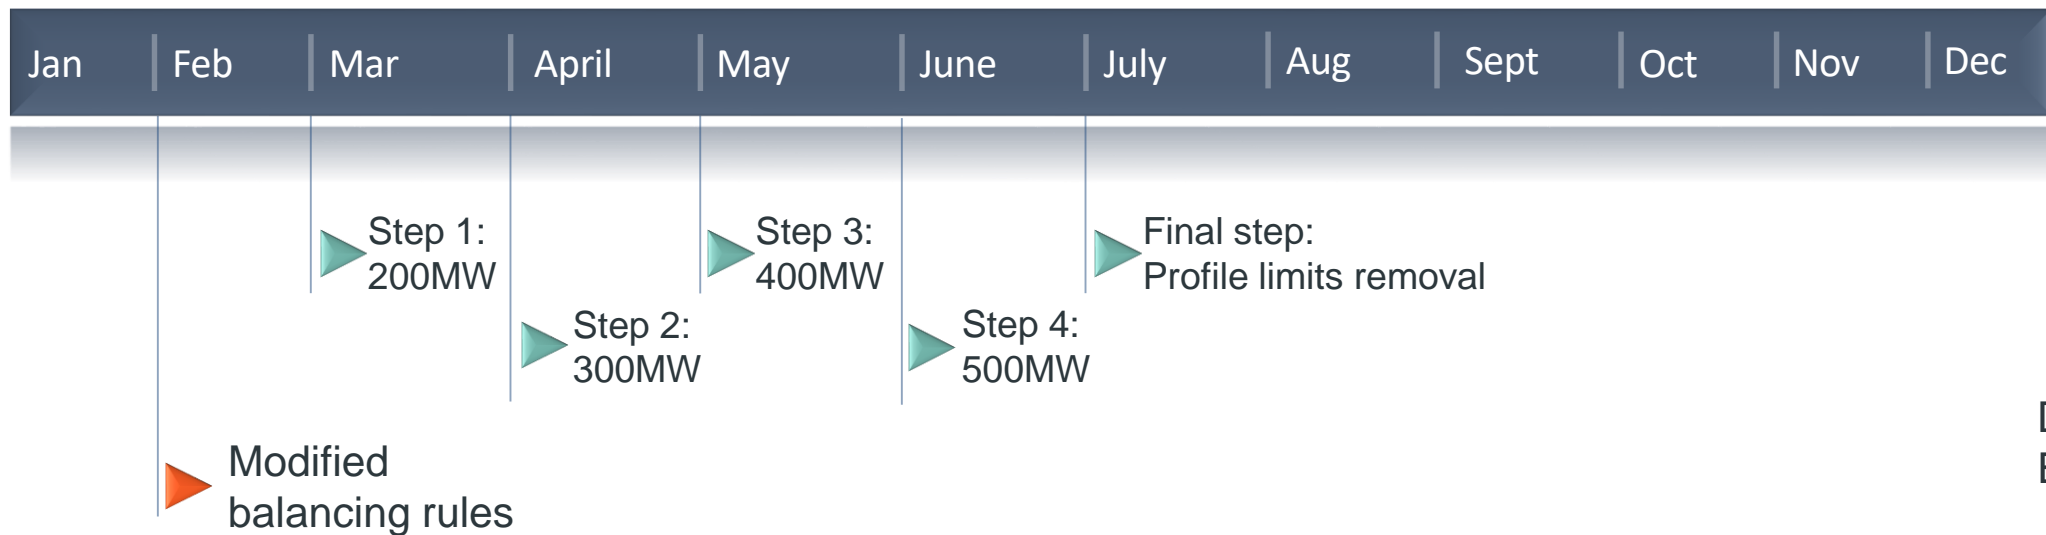 Jan Feb Mar April May June July Aug Sept Oct Nov Dec
Step 1:
200MW
Step 2:
300MW
Step 3:
400MW
Step 4:
500MW
Final step:
Profile limits removal
Modified
balancing rules